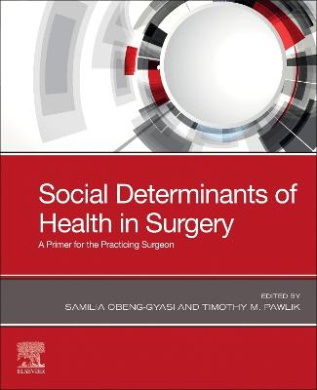 Social Determinants of
Health in Surgery
A Primer for the Practicing Surgeon
EDITED BY
SAMILIA OBENG-GYASI AND TIMOTHY M. PAWLIK
ELSEVIER